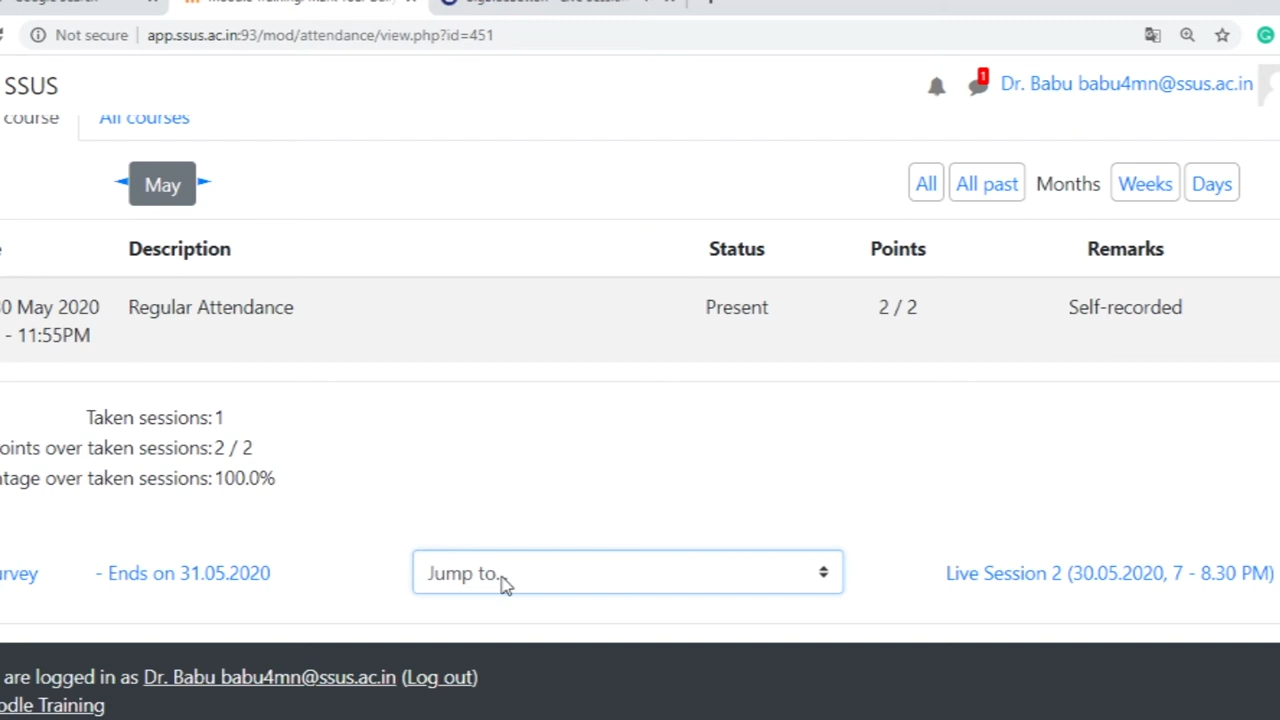 Not secure app.ssus.ac.in:93/mod/attendance/view.php?id=451
SSUS
1
Dr. Babu babu4mn@ssus.ac.in
course All courses
May
All All past Months Weeks Days
Description Status Points Remarks
0 May 2020 Regular Attendance Present 2 / 2 Self-recorded
- 11:55PM
Taken sessions: 1
oints over taken sessions: 2 / 2
ntage over taken sessions: 100.0%
urvey - Ends on 31.05.2020 Jump to... Live Session 2 (30.05.2020, 7 - 8.30 PM)
are logged in as Dr. Babu babu4mn@ssus.ac.in (Log out)
odle Training